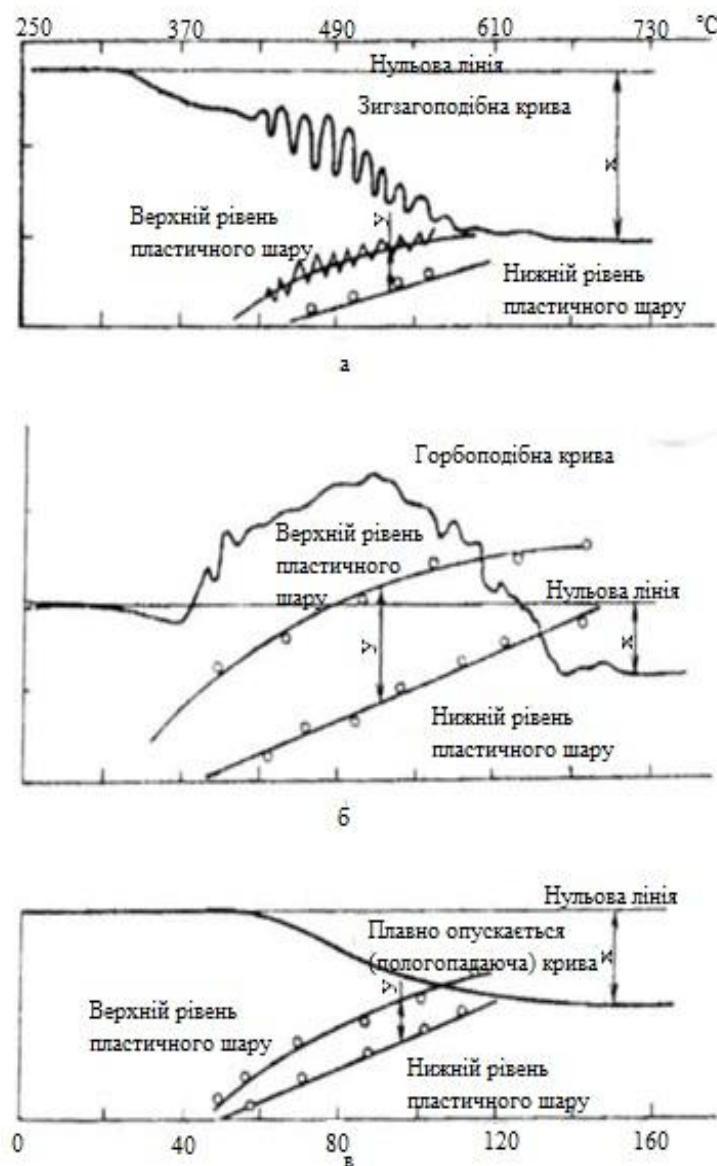 250 370 490 610 730 °C
Нульова лінія
Зигзагоподібна крива
x
Верхній рівень
пластичного шару
y
Нижній рівень
пластичного щару
а
Горбоподібна крива
Верхній рівень
пластичного
шару
Нульова лінія
y
x
Нижній рівень
пластичного шару
б
Нульова лінія
Плавно опускається
(пологопадаюча) крива
x
y
Верхній рівень
пластичного шару
Нижній рівень
пластичного шару
0 40 80 120 160
в